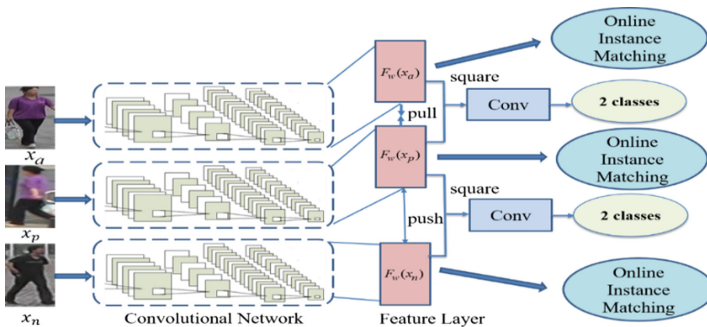 Online
Instance
Matching
F_w(x_a)
square
Conv
2 classes
pull
x_a
F_w(x_p)
Online
Instance
Matching
square
x_p
push
Conv
2 classes
F_w(x_n)
Online
Instance
Matching
x_n
Convolutional Network
Feature Layer